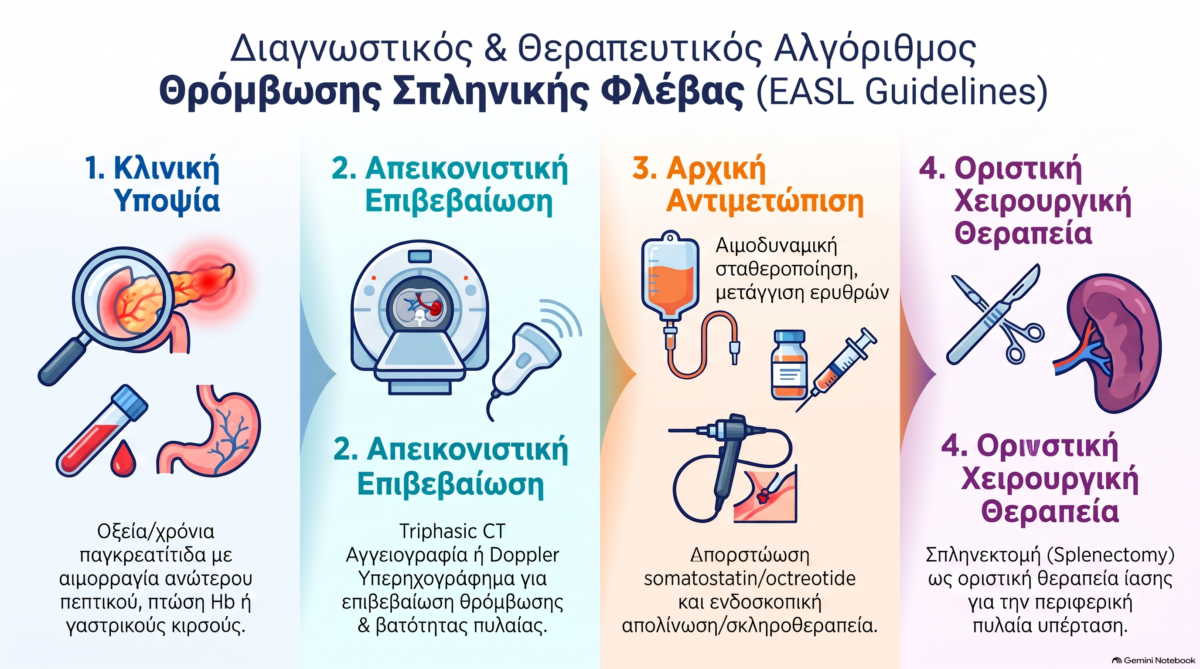 Διαγνωστικός & Θεραπευτικός Αλγόριθμος
Θρόμβωσης Σπληνικής Φλέβας (EASL Guidelines)
1. Κλινική
Υποψία
Οξεία/χρόνια
παγκρεατίτιδα με
αιμορραγία ανώτερου
πεπτικού, πτώση Hb ή
γαστρικούς κιρσούς.
2. Απεικονιστική
Επιβεβαίωση
2. Απεικονιστική
Επιβεβαίωση
Triphasic CT
Αγγειογραφία ή Doppler
Υπερηχογράφημα για
επιβεβαίωση θρόμβωσης
& βατότητας πυλαίας.
3. Αρχική
Αντιμετώπιση
Αιμοδυναμική
σταθεροποίηση,
μετάγγιση ερυθρών
Δπορστώωση
somatostatin/octreotide
και ενδοσκοπική
απολίνωση/σκληροθεραπεία.
4. Οριστική
Χειρουργική
Θεραπεία
4. Ορινστική
Χειρουργική
Θεραπεία
Σπληνεκτομή (Splenectomy)
ως οριστική θεραπεία ίασης
για την περιφερική
πυλαία υπέρταση.
Gemini Notebook